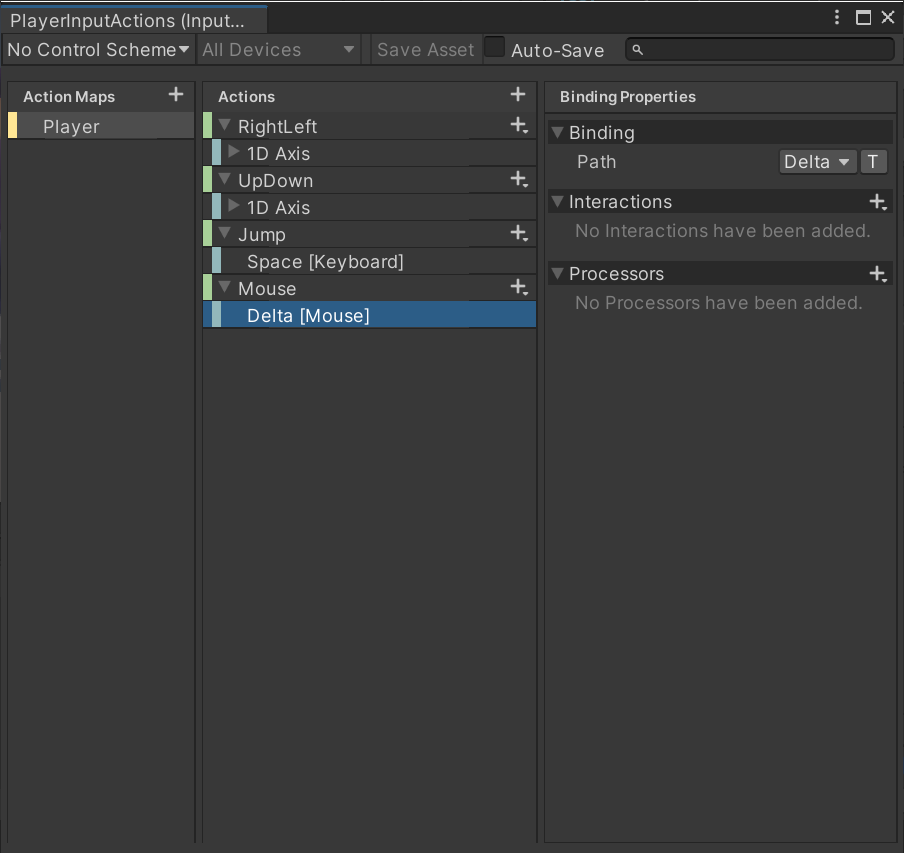 PlayerInputActions (Input...
No Control Scheme All Devices Save Asset Auto-Save
Action Maps
Player
Actions
RightLeft
1D Axis
UpDown
1D Axis
Jump
Space [Keyboard]
Mouse
Delta [Mouse]
Binding Properties
Binding
Path Delta T
Interactions
No Interactions have been added.
Processors
No Processors have been added.